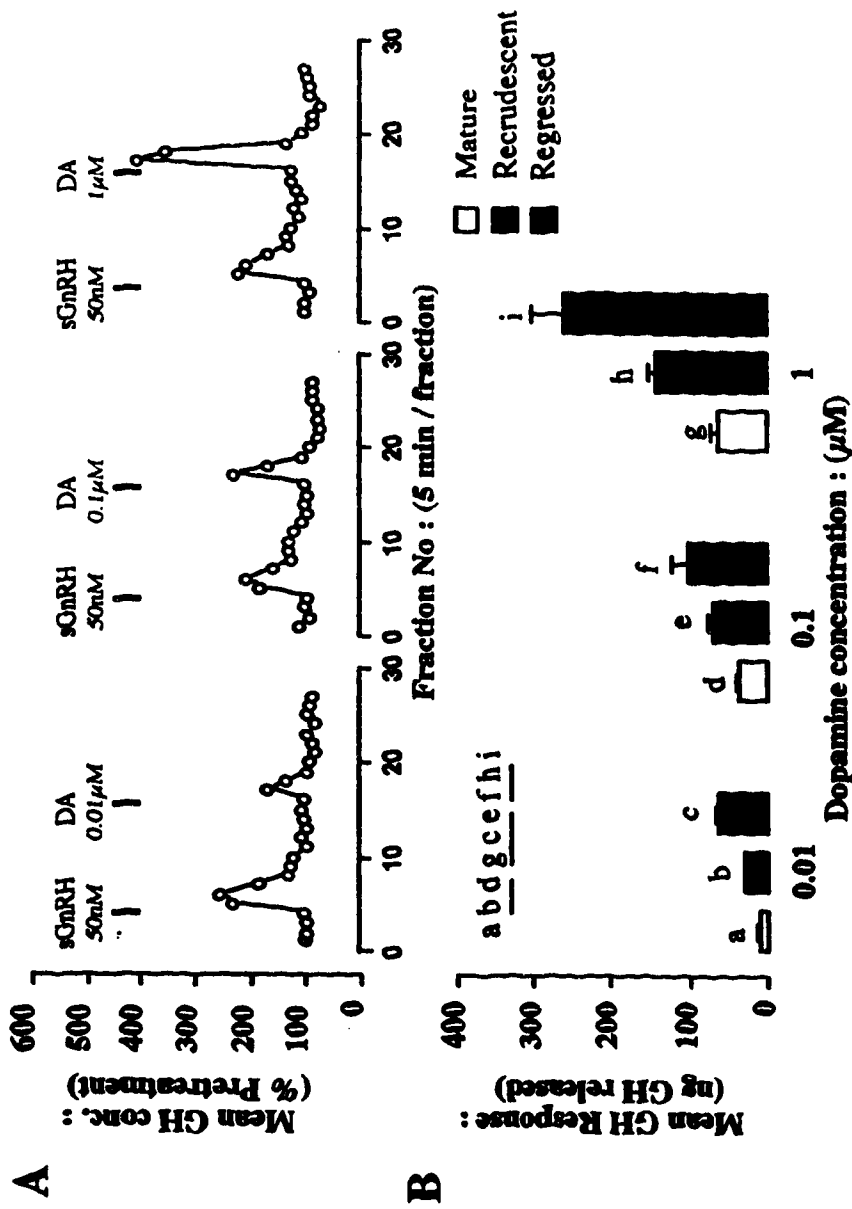 A
Mean GH conc. :
(% Pretreatment)
600
500
400
300
200
100
0
sGnRH
50nM
DA
0.01µM
sGnRH
50nM
DA
0.1µM
sGnRH
50nM
DA
1µM
0 10 20 30
0 10 20 30
0 10 20 30
Fraction No : (5 min / fraction)
B
Mean GH Response :
(ng GH released)
400
300
200
100
0
a b d g c e f h i
Mature
Recrudescent
Regressed
a
b
c
d
e
f
g
h
i
0.01
0.1
1
Dopamine concentration : (µM)